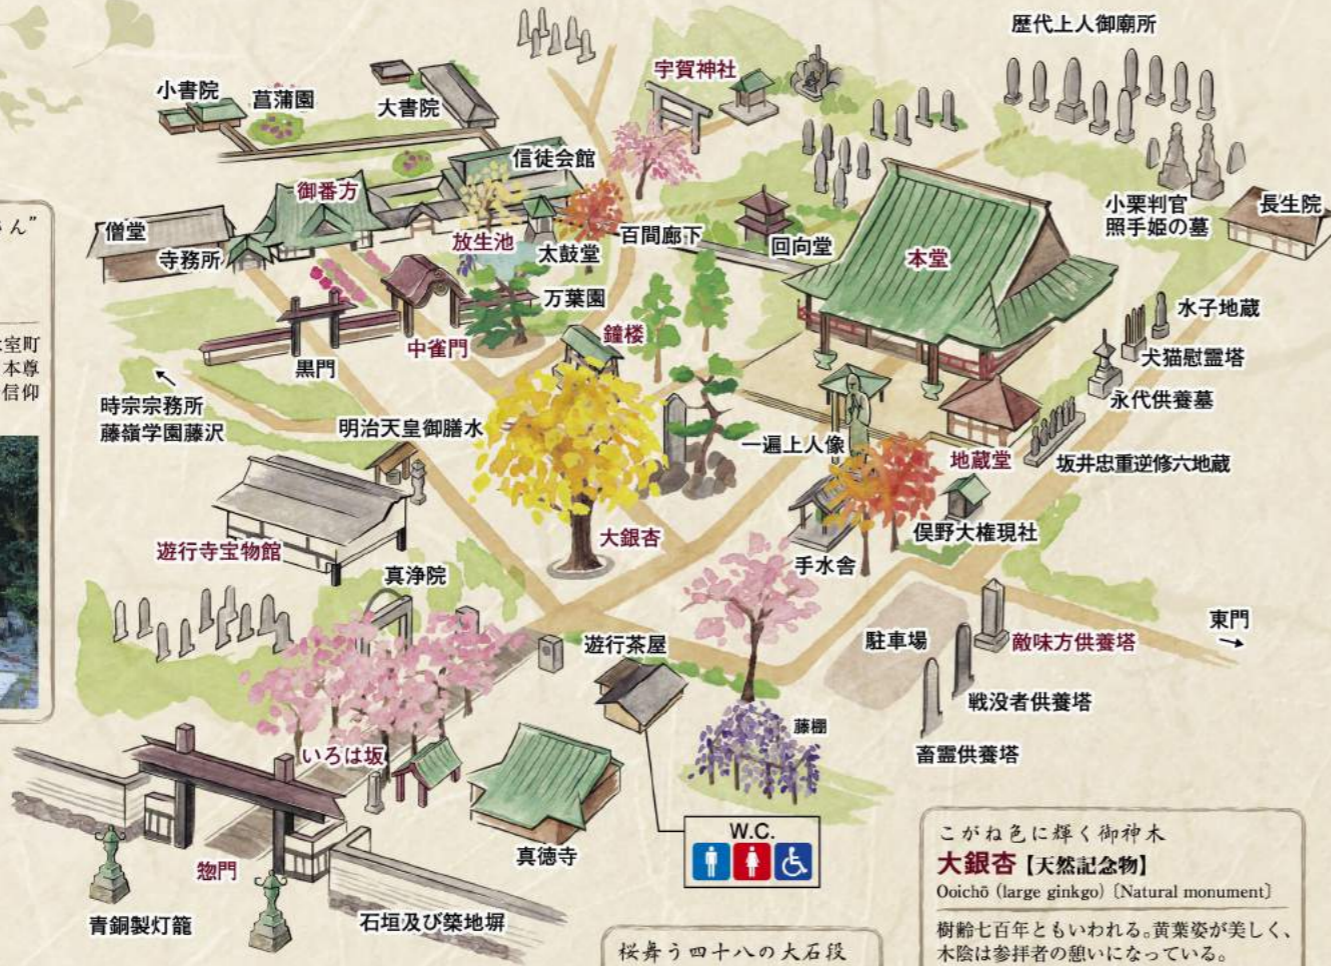 歴代上人御廟所
宇賀神社
小書院
菖蒲園
大書院
信徒会館
御番方
僧堂
寺務所
放生池
太鼓堂
百間廊下
回向堂
本堂
小栗判官
照手姫の墓
長生院
万葉園
水子地蔵
中雀門
黒門
鐘楼
犬猫慰霊塔
永代供養墓
時宗宗務所
藤嶺学園藤沢
明治天皇御膳水
一遍上人像
地蔵堂
坂井忠重逆修六地蔵
遊行寺宝物館
大銀杏
俣野大権現社
手水舎
真浄院
東門
遊行茶屋
駐車場
敵味方供養塔
戦没者供養塔
藤棚
畜霊供養塔
いろは坂
W.C.
真徳寺
惣門
青銅製灯籠
石垣及び築地塀
ん”
室町
本尊
信仰
桜舞う四十八の大石段
こがね色に輝く御神木
大銀杏【天然記念物】
Ooichō (large ginkgo)〔Natural monument〕
樹齢七百年ともいわれる。黄葉姿が美しく、
木陰は参拝者の憩いになっている。